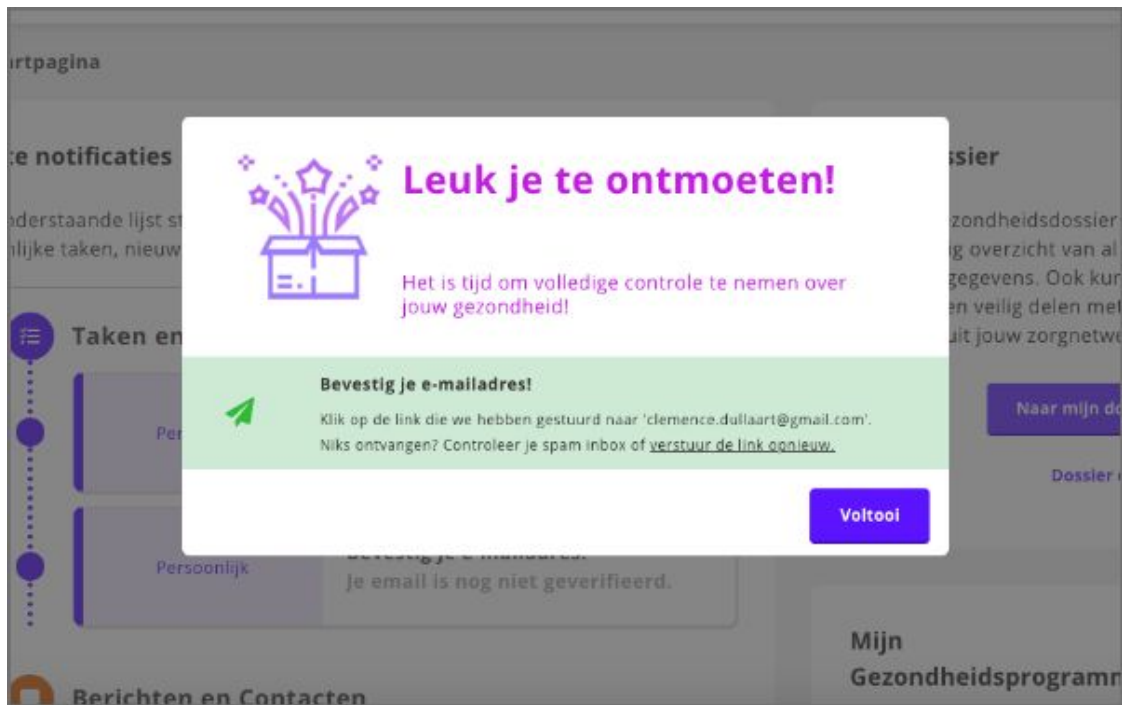 rtpagina
te notificaties
Leuk je te ontmoeten!
ssier
nderstaande lijst st
nlijke taken, nieuw
Het is tijd om volledige controle te nemen over
jouw gezondheid!
zondheidsdossier
g overzicht van al
gegevens. Ook kun
en veilig delen met
uit jouw zorgnetwe
Taken en
Bevestig je e-mailadres!
Klik op de link die we hebben gestuurd naar 'clemence.dullaart@gmail.com'.
Niks ontvangen? Controleer je spam inbox of verstuur de link opnieuw.
Per
Naar mijn do
Dossier
Voltooi
Persoonlijk
Bevestig je e-mailadres!
Je email is nog niet geverifieerd.
Mijn
Gezondheidsprogramm
Berichten en Contacten